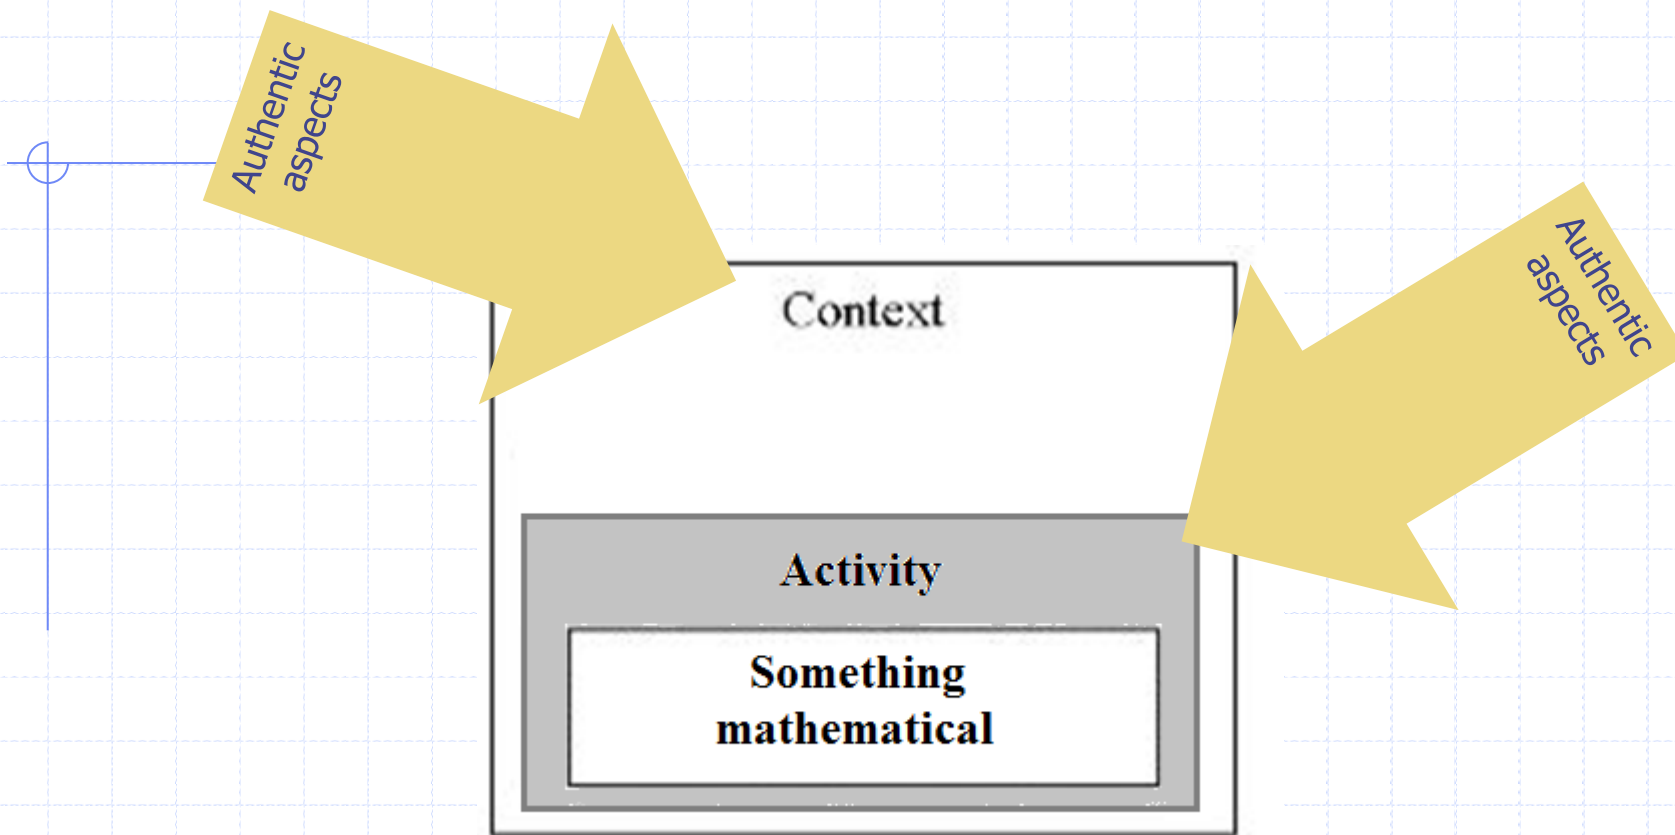 Authentic
aspects
Context
Authentic
aspects
Activity
Something
mathematical